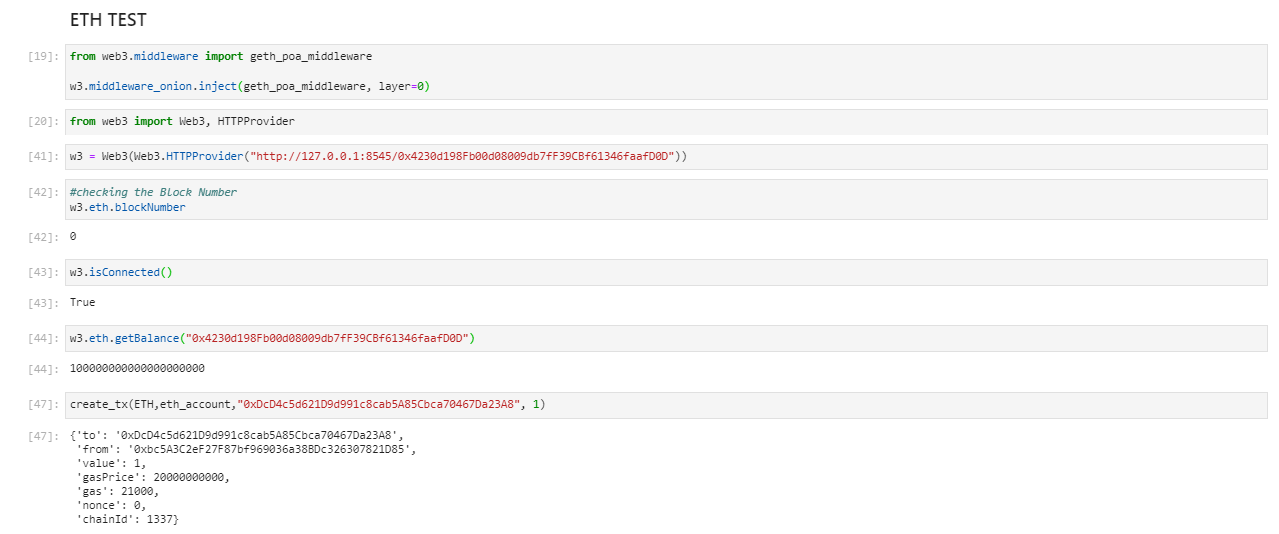 ETH TEST
[19]: from web3.middleware import geth_poa_middleware
w3.middleware_onion.inject(geth_poa_middleware, layer=0)
[20]: from web3 import Web3, HTTPProvider
[41]: w3 = Web3(Web3.HTTPProvider("http://127.0.0.1:8545/0x4230d198Fb00d08009db7fF39CBf61346faafD0D"))
[42]: #checking the Block Number
w3.eth.blockNumber
[42]: 0
[43]: w3.isConnected()
[43]: True
[44]: w3.eth.getBalance("0x4230d198Fb00d08009db7fF39CBf61346faafD0D")
[44]: 100000000000000000000
[47]: create_tx(ETH,eth_account,"0xDcD4c5d621D9d991c8cab5A85Cbca70467Da23A8", 1)
[47]: {'to': '0xDcD4c5d621D9d991c8cab5A85Cbca70467Da23A8',
'from': '0xbc5A3C2eF27F87bf969036a38BDc326307821D85',
'value': 1,
'gasPrice': 20000000000,
'gas': 21000,
'nonce': 0,
'chainId': 1337}